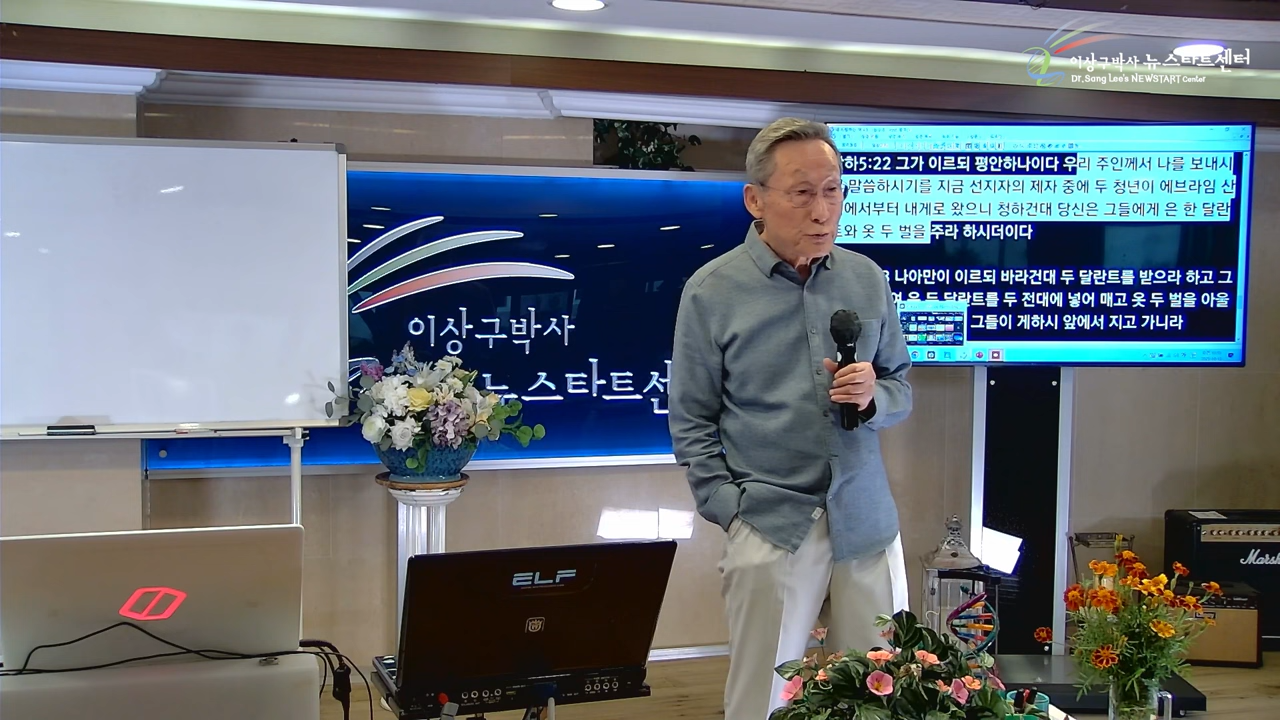 이상구박사 뉴스타트센터
Dr. Sang Lee's NEWSTART Center
하5:22 그가 이르되 평안하나이다 우리 주인께서 나를 보내시
말씀하시기를 지금 선지자의 제자 중에 두 청년이 에브라임 산
에서부터 내게로 왔으니 청하건대 당신은 그들에게 은 한 달란
와 옷 두 벌을 주라 하시더이다
나아만이 이르되 바라건대 두 달란트를 받으라 하고 그
은 두 달란트를 두 전대에 넣어 매고 옷 두 벌을 아울
그들이 게하시 앞에서 지고 가니라
이상구박사
뉴스타트센
ELF
Marsh